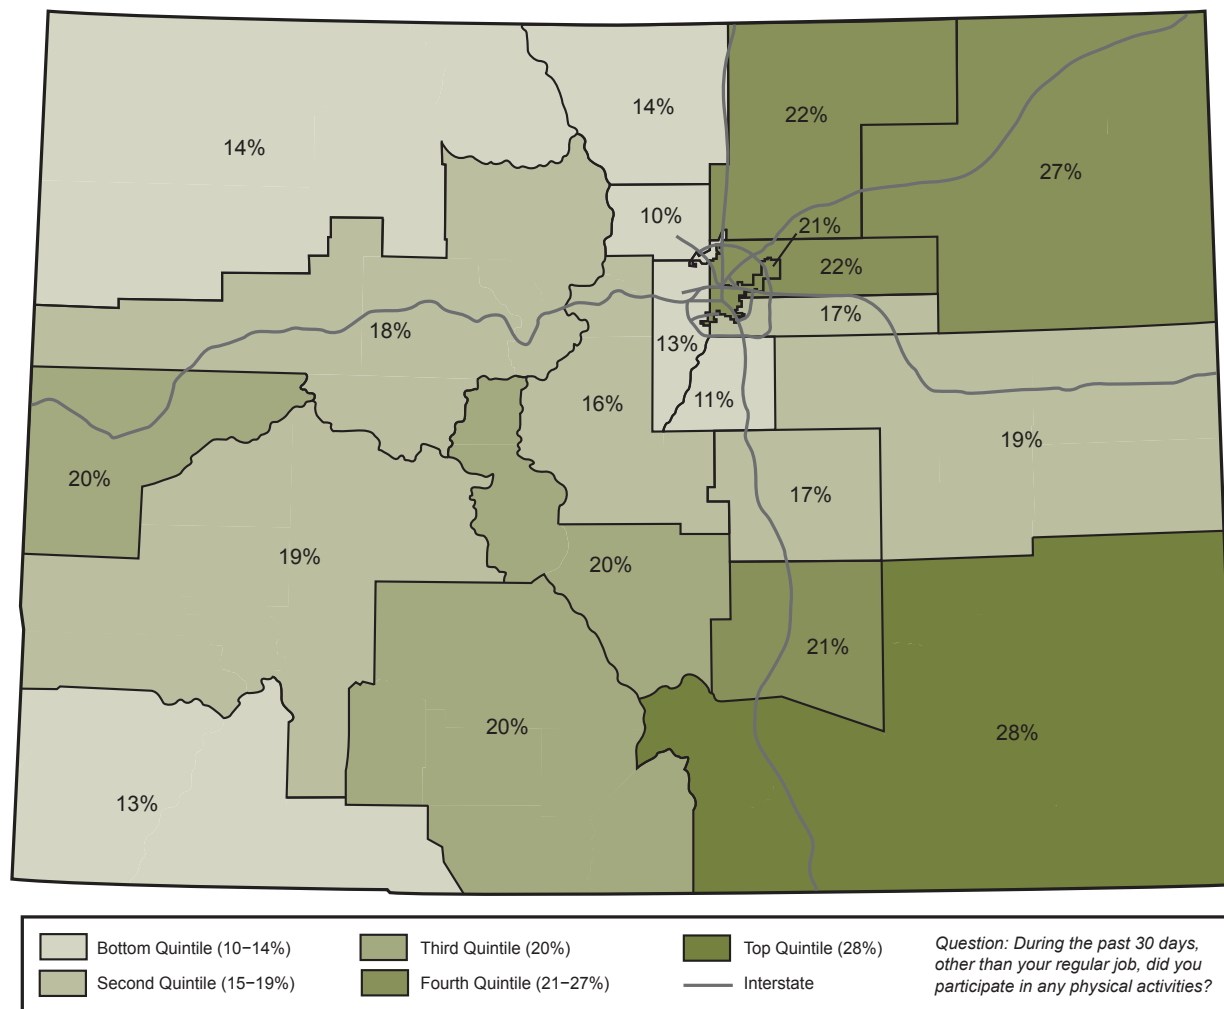 14%
22%
14%
27%
10%
21%
22%
17%
18%
13%
11%
16%
19%
20%
17%
19%
20%
21%
20%
28%
13%
Bottom Quintile (10–14%)
Second Quintile (15–19%)
Third Quintile (20%)
Fourth Quintile (21–27%)
Top Quintile (28%)
Interstate
Question: During the past 30 days,
other than your regular job, did you
participate in any physical activities?